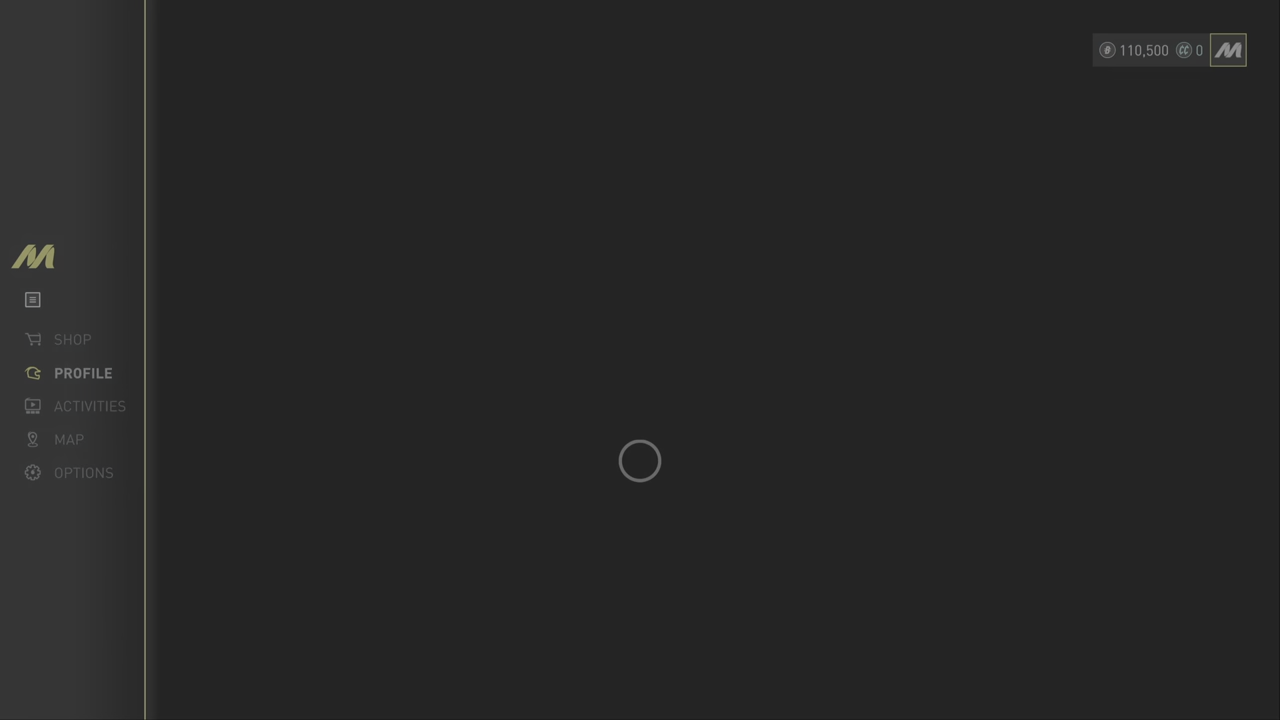 110,500 0
SHOP
PROFILE
ACTIVITIES
MAP
OPTIONS